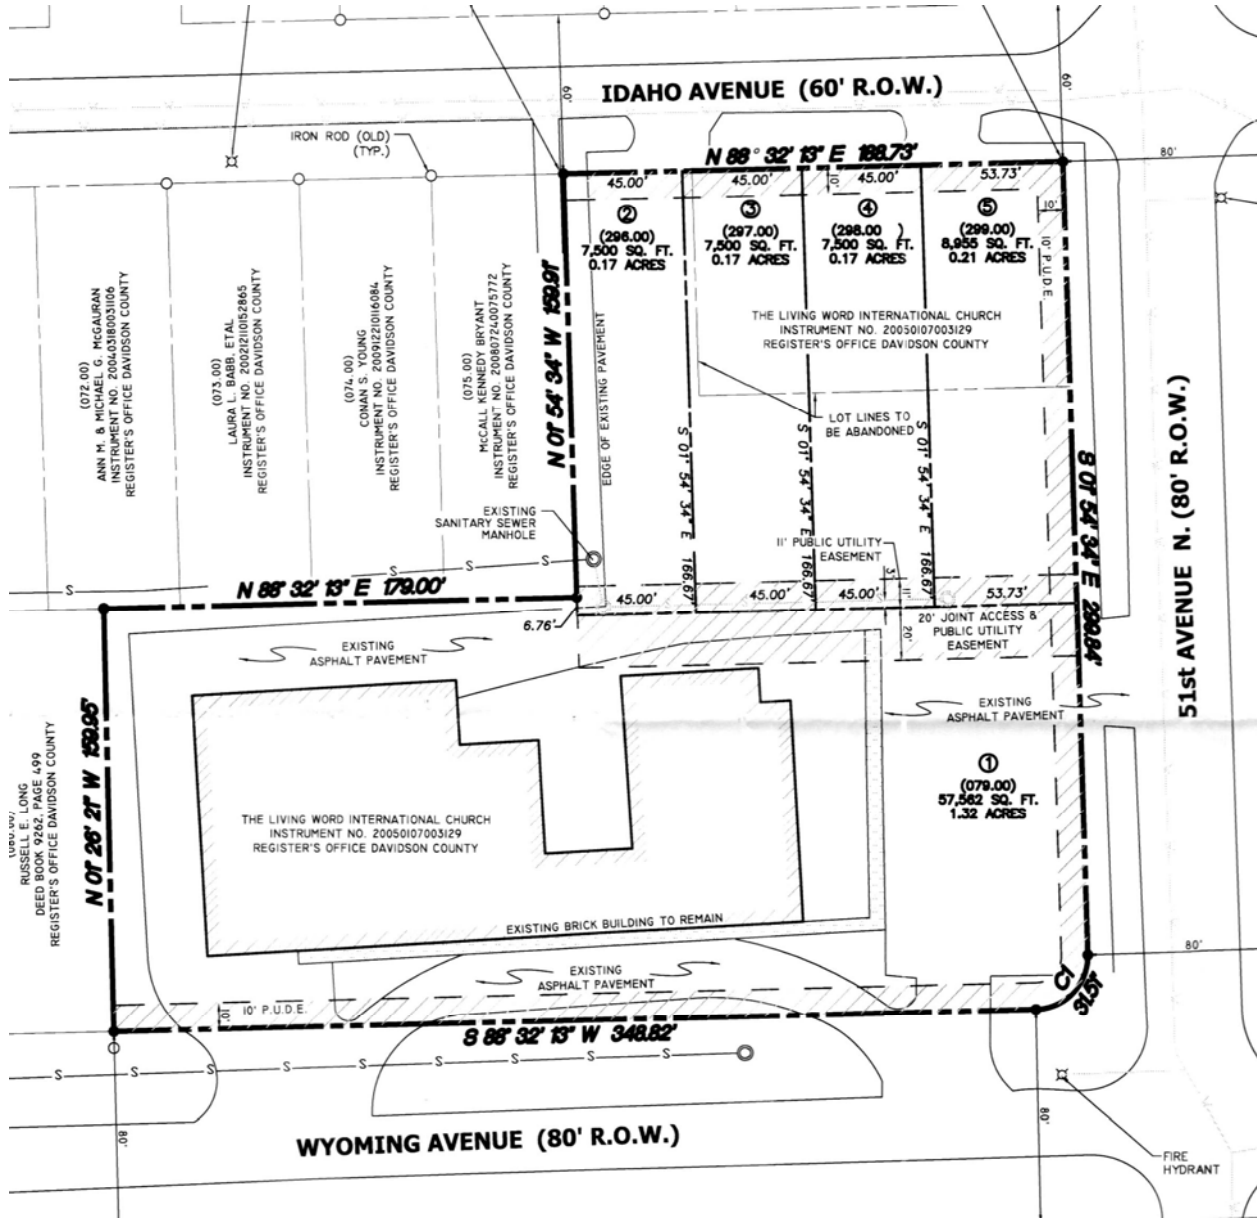 IDAHO AVENUE (60' R.O.W.)
60'
60'
IRON ROD (OLD)
(TYP.)
N 88° 32' 13" E 188.73'
80'
45.00'
45.00'
45.00'
53.73'
10'
10'
2
(296.00)
7,500 SQ. FT.
0.17 ACRES
3
(297.00)
7,500 SQ. FT.
0.17 ACRES
4
(298.00 )
7,500 SQ. FT.
0.17 ACRES
5
(299.00)
8,955 SQ. FT.
0.21 ACRES
10' P.U.D.E.
(072.00)
ANN M. & MICHAEL G. McGAURAN
INSTRUMENT NO. 200403180031106
REGISTER'S OFFICE DAVIDSON COUNTY
(073.00)
LAURA L. BABB, ETAL
INSTRUMENT NO. 200212110152865
REGISTER'S OFFICE DAVIDSON COUNTY
(074.00)
CONAN S. YOUNG
INSTRUMENT NO. 200912210116084
REGISTER'S OFFICE DAVIDSON COUNTY
(075.00)
McCALL KENNEDY BRYANT
INSTRUMENT NO. 200807240075772
REGISTER'S OFFICE DAVIDSON COUNTY
N 01° 54' 34" W 159.91'
EDGE OF EXISTING PAVEMENT
THE LIVING WORD INTERNATIONAL CHURCH
INSTRUMENT NO. 20050107003129
REGISTER'S OFFICE DAVIDSON COUNTY
LOT LINES TO
BE ABANDONED
S 01° 54' 34" E 166.67'
S 01° 54' 34" E 166.67'
S 01° 54' 34" E 166.67'
S 01° 54' 34" E 299.84'
51st AVENUE N. (80' R.O.W.)
EXISTING
SANITARY SEWER
MANHOLE
11' PUBLIC UTILITY
EASEMENT
3'
11'
20'
S
S
S
S
N 88° 32' 13" E 179.00'
45.00'
45.00'
45.00'
53.73'
6.76'
20' JOINT ACCESS &
PUBLIC UTILITY
EASEMENT
EXISTING
ASPHALT PAVEMENT
EXISTING
ASPHALT PAVEMENT
1
(079.00)
57,562 SQ. FT.
1.32 ACRES
RUSSELL E. LONG
DEED BOOK 9262, PAGE 499
REGISTER'S OFFICE DAVIDSON COUNTY
N 01° 26' 21" W 159.95'
THE LIVING WORD INTERNATIONAL CHURCH
INSTRUMENT NO. 20050107003129
REGISTER'S OFFICE DAVIDSON COUNTY
EXISTING BRICK BUILDING TO REMAIN
80'
EXISTING
ASPHALT PAVEMENT
C1
31.51'
10' P.U.D.E.
10'
S 88° 32' 13" W 348.82'
S
S
S
S
S
S
S
80'
80'
WYOMING AVENUE (80' R.O.W.)
FIRE
HYDRANT